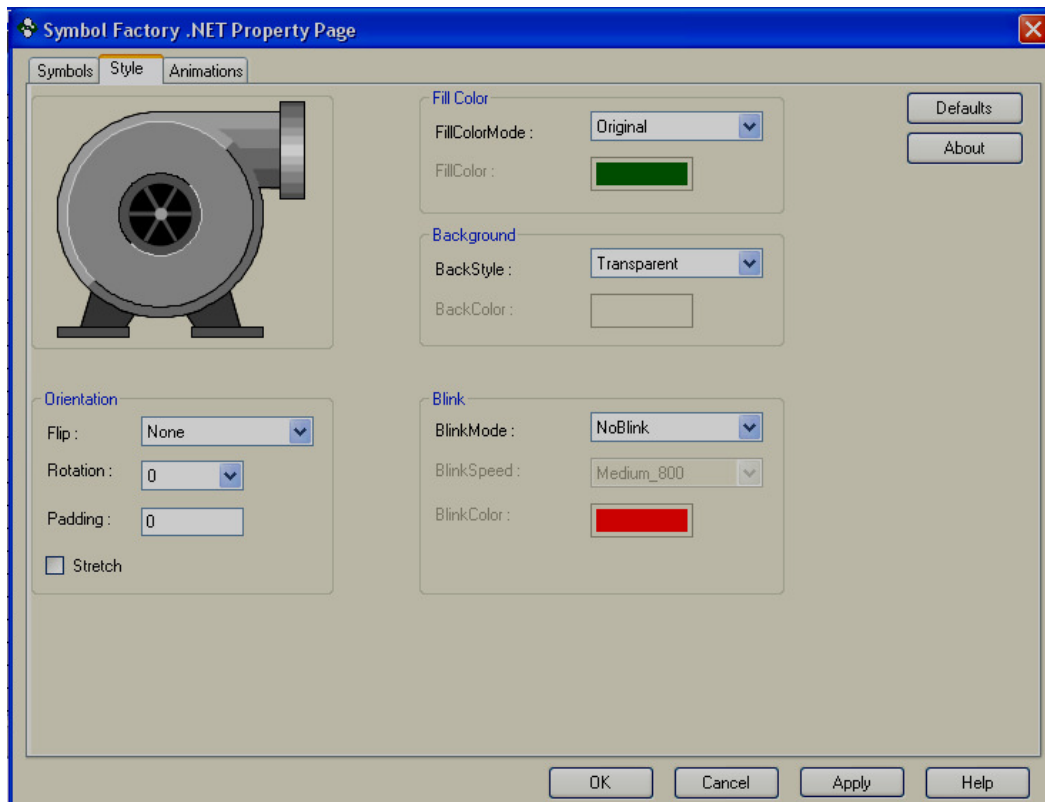 Symbol Factory .NET Property Page
Symbols Style Animations
Fill Color
FillColorMode : Original
FillColor :
Defaults
About
Background
BackStyle : Transparent
BackColor :
Orientation
Flip : None
Rotation : 0
Padding : 0
Stretch
Blink
BlinkMode : NoBlink
BlinkSpeed : Medium_800
BlinkColor :
OK Cancel Apply Help